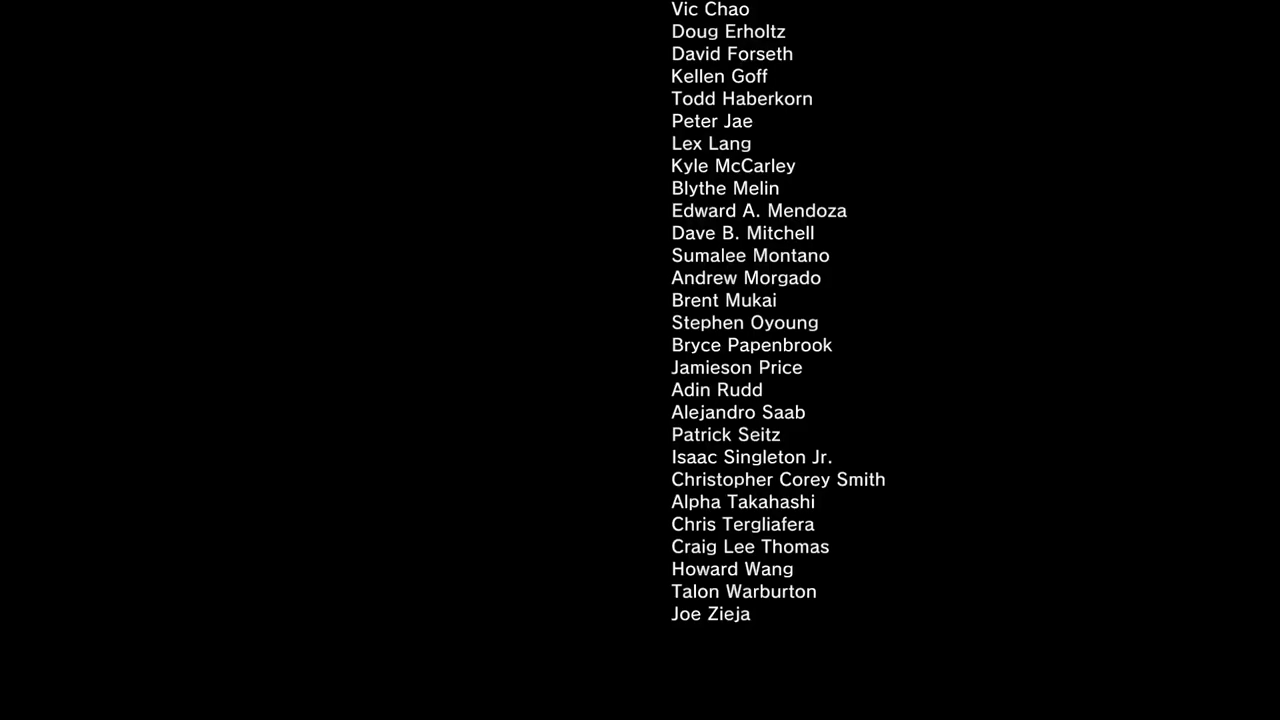 Vic Chao
Doug Erholtz
David Forseth
Kellen Goff
Todd Haberkorn
Peter Jae
Lex Lang
Kyle McCarley
Blythe Melin
Edward A. Mendoza
Dave B. Mitchell
Sumalee Montano
Andrew Morgado
Brent Mukai
Stephen Oyoung
Bryce Papenbrook
Jamieson Price
Adin Rudd
Alejandro Saab
Patrick Seitz
Isaac Singleton Jr.
Christopher Corey Smith
Alpha Takahashi
Chris Tergliafera
Craig Lee Thomas
Howard Wang
Talon Warburton
Joe Zieja